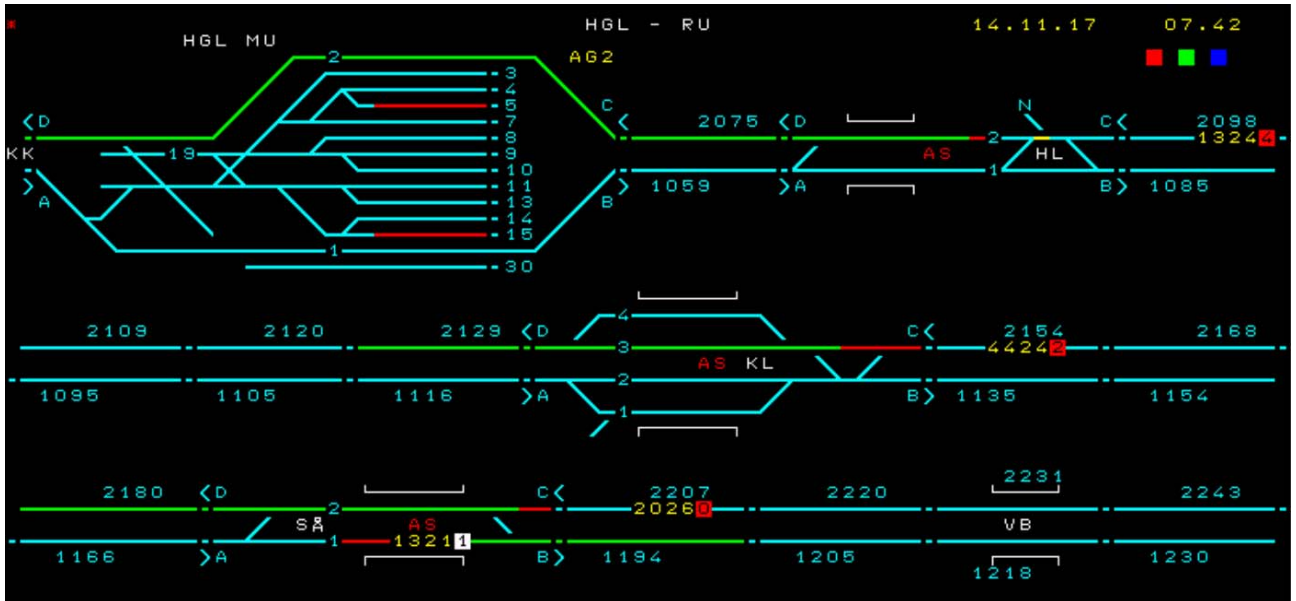 HGL - RU 14.11.17 07.42
HGL MU
2 AG2
3
4
5
<D C< 2075 <D N C< 2098
7
8 2 13244
KK 19 9 AS HL
10 1
>A 11 >B 1059 >A B> 1085
13
14
15
1
30
2109 2120 2129 <D 4 C< 2154 2168
3 44242
AS KL
2
1095 1105 1116 >A B> 1135 1154
1
2180 <D C< 2207 2220 2231 2243
2 20260
SÅ AS VB
1 13211
1166 >A B> 1194 1205 1218 1230